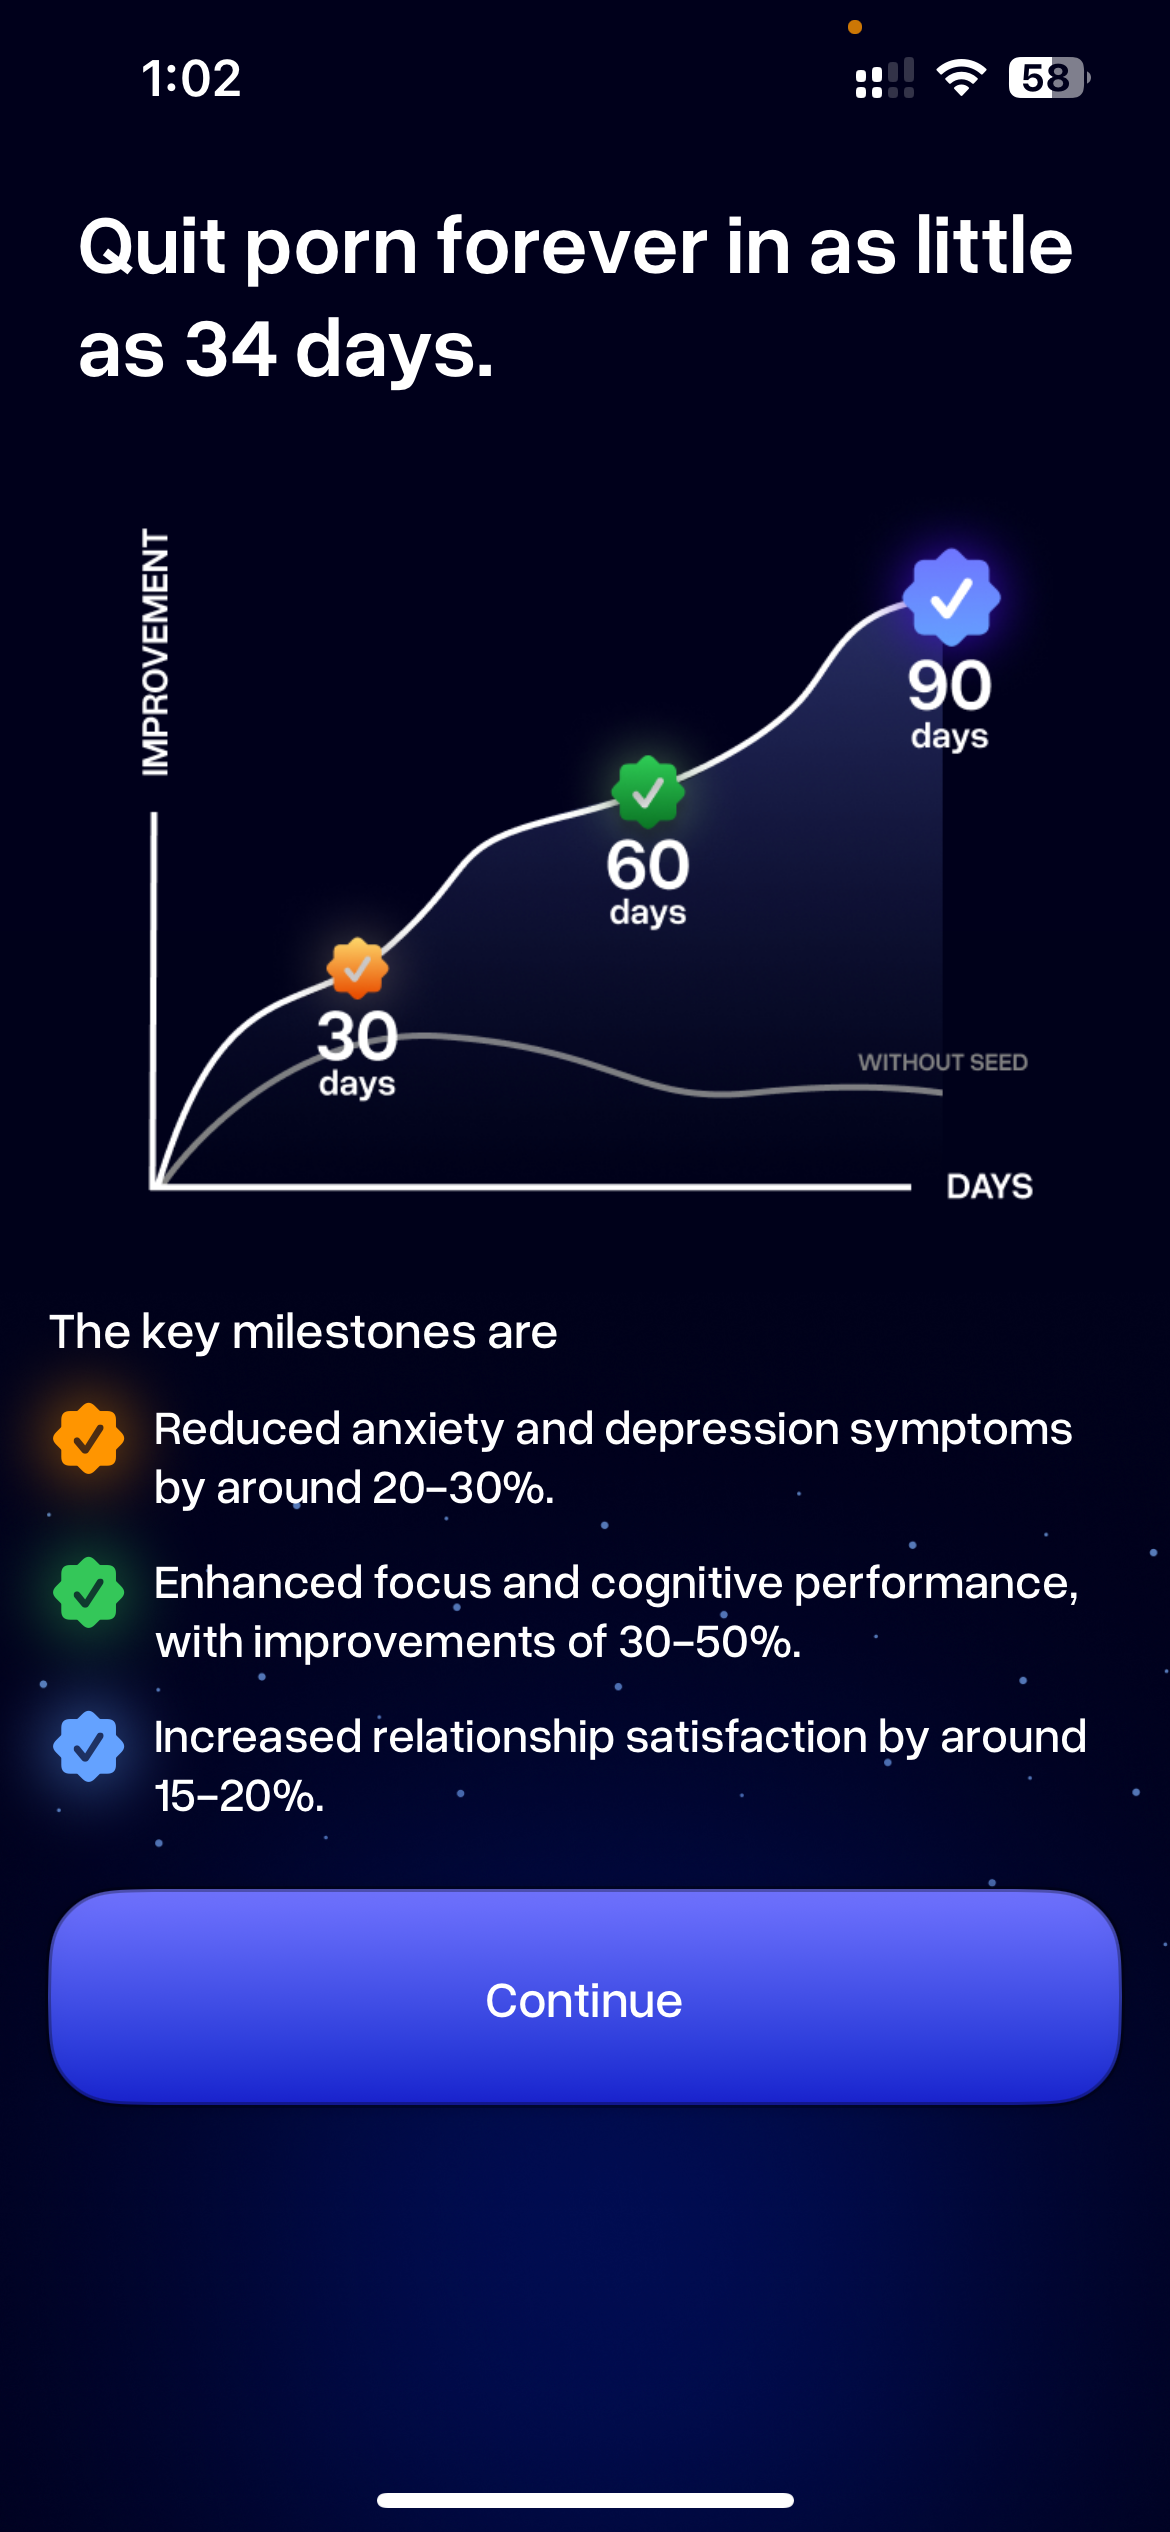 1:02
58
Quit porn forever in as little
as 34 days.
IMPROVEMENT
90
days
60
days
30
days
WITHOUT SEED
DAYS
The key milestones are
Reduced anxiety and depression symptoms
by around 20–30%.
Enhanced focus and cognitive performance,
with improvements of 30–50%.
Increased relationship satisfaction by around
15–20%.
Continue